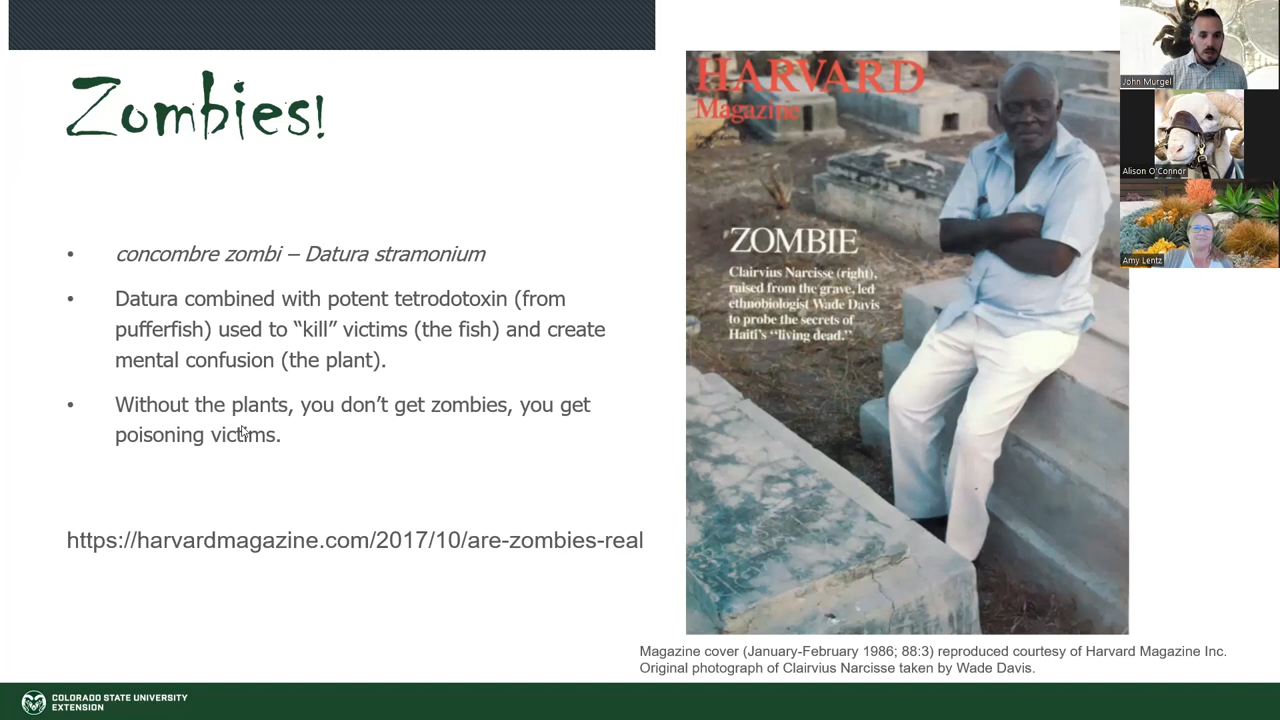 Zombies!
concombre zombi – Datura stramonium
Datura combined with potent tetrodotoxin (from
pufferfish) used to “kill” victims (the fish) and create
mental confusion (the plant).
Without the plants, you don’t get zombies, you get
poisoning victims.
https://harvardmagazine.com/2017/10/are-zombies-real
HARVARD
Magazine
ZOMBIE
Clairvius Narcisse (right),
raised from the grave, led
ethnobiologist Wade Davis
to probe the secrets of
Haiti’s “living dead.”
Magazine cover (January-February 1986; 88:3) reproduced courtesy of Harvard Magazine Inc.
Original photograph of Clairvius Narcisse taken by Wade Davis.
John Murgel
Alison O'Connor
Amy Lentz
COLORADO STATE UNIVERSITY
EXTENSION